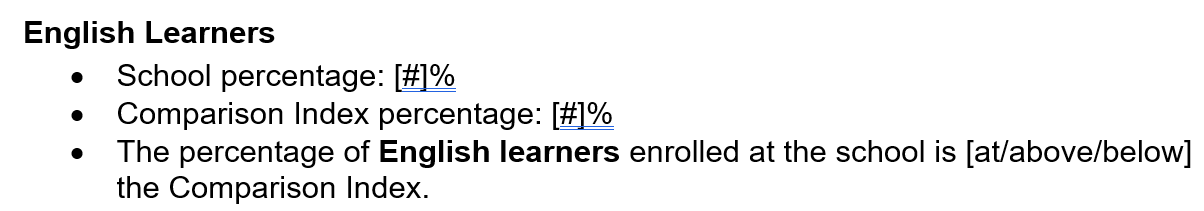 English Learners
• School percentage: [#]%
• Comparison Index percentage: [#]%
• The percentage of English learners enrolled at the school is [at/above/below]
the Comparison Index.